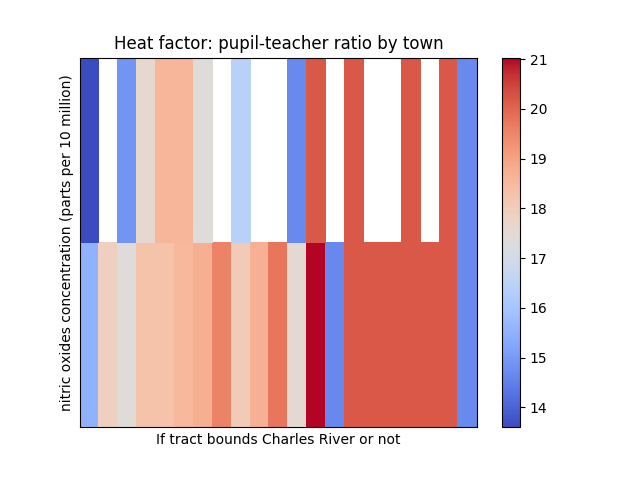 Heat factor: pupil-teacher ratio by town
nitric oxides concentration (parts per 10 million)
If tract bounds Charles River or not
21
20
19
18
17
16
15
14